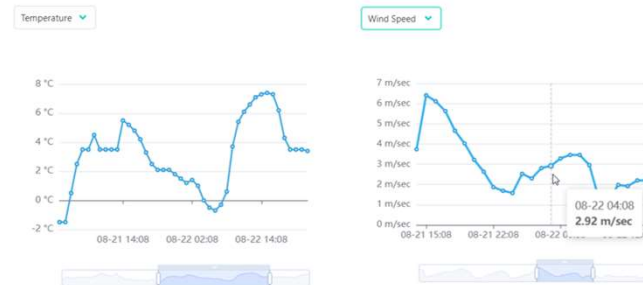 Temperature
Wind Speed
8 °C
6 °C
4 °C
2 °C
0 °C
-2 °C
08-21 14:08 08-22 02:08 08-22 14:08
7 m/sec
6 m/sec
5 m/sec
4 m/sec
3 m/sec
2 m/sec
1 m/sec
0 m/sec
08-21 15:08 08-21 22:08 08-22
08-22 04:08
2.92 m/sec